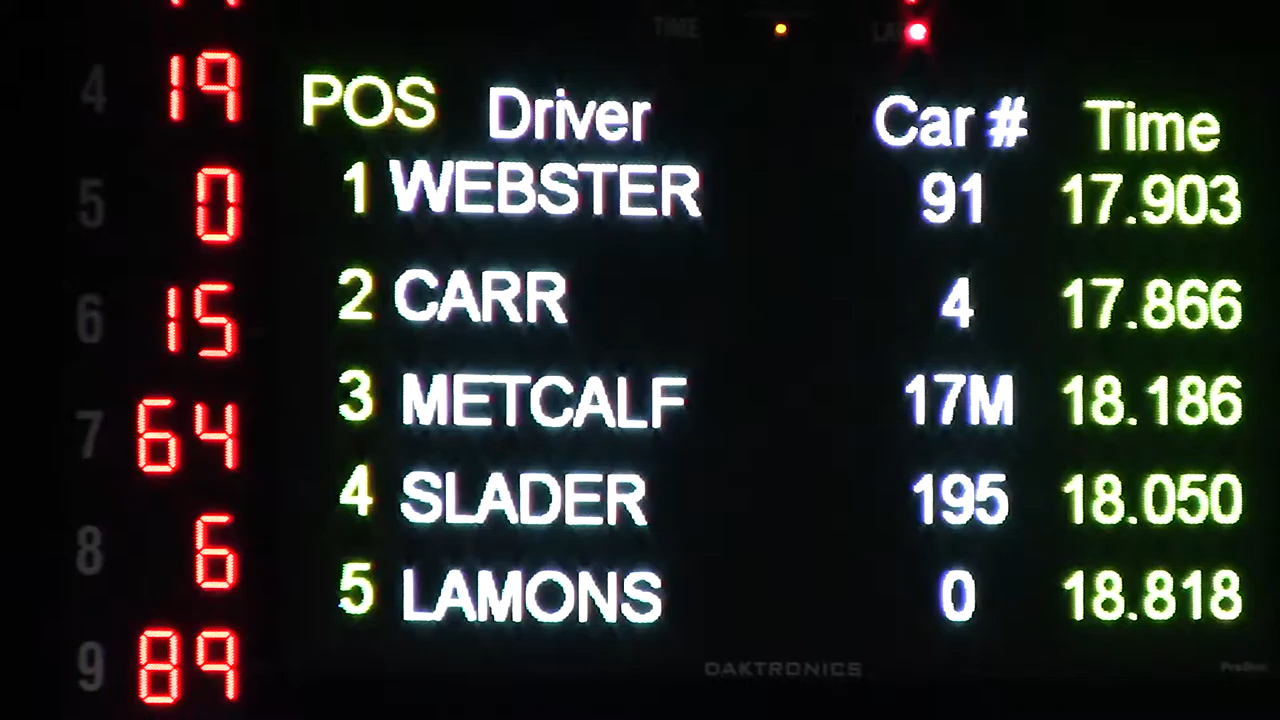 TIME
POS Driver Car # Time
1 WEBSTER 91 17.903
2 CARR 4 17.866
3 METCALF 17M 18.186
4 SLADER 195 18.050
5 LAMONS 0 18.818
4 19
5 0
6 15
7 64
8 6
9 89
DAKTRONICS